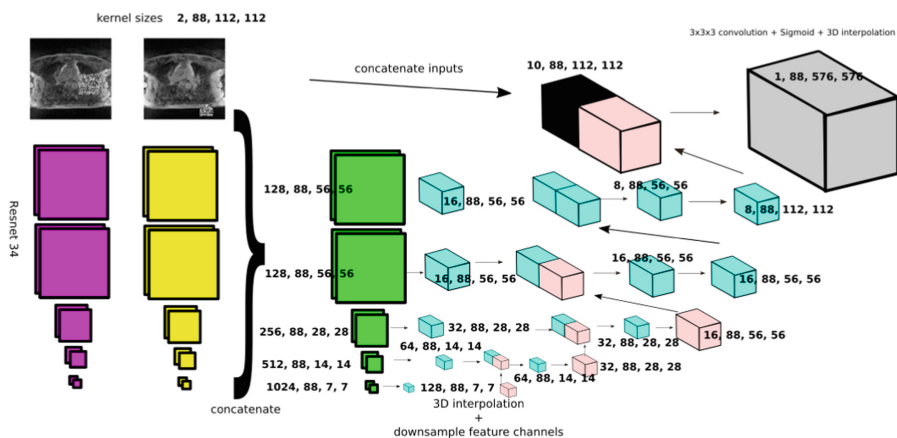 kernel sizes 2, 88, 112, 112
3x3x3 convolution + Sigmoid + 3D interpolation
concatenate inputs
10, 88, 112, 112
1, 88, 576, 576
Resnet 34
128, 88, 56, 56
16, 88, 56, 56
8, 88, 56, 56
8, 88, 112, 112
128, 88, 56, 56
16, 88, 56, 56
16, 88, 56, 56
16, 88, 56, 56
256, 88, 28, 28
32, 88, 28, 28
32, 88, 28, 28
16, 88, 56, 56
512, 88, 14, 14
64, 88, 14, 14
64, 88, 14, 14
32, 88, 28, 28
1024, 88, 7, 7
128, 88, 7, 7
concatenate
3D interpolation
+
downsample feature channels